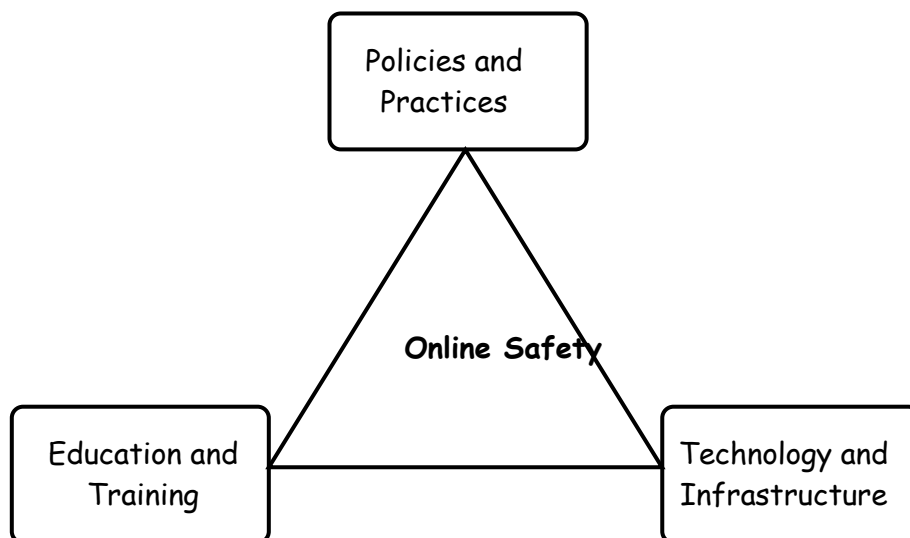 Policies and
Practices
Online Safety
Education and
Training
Technology and
Infrastructure